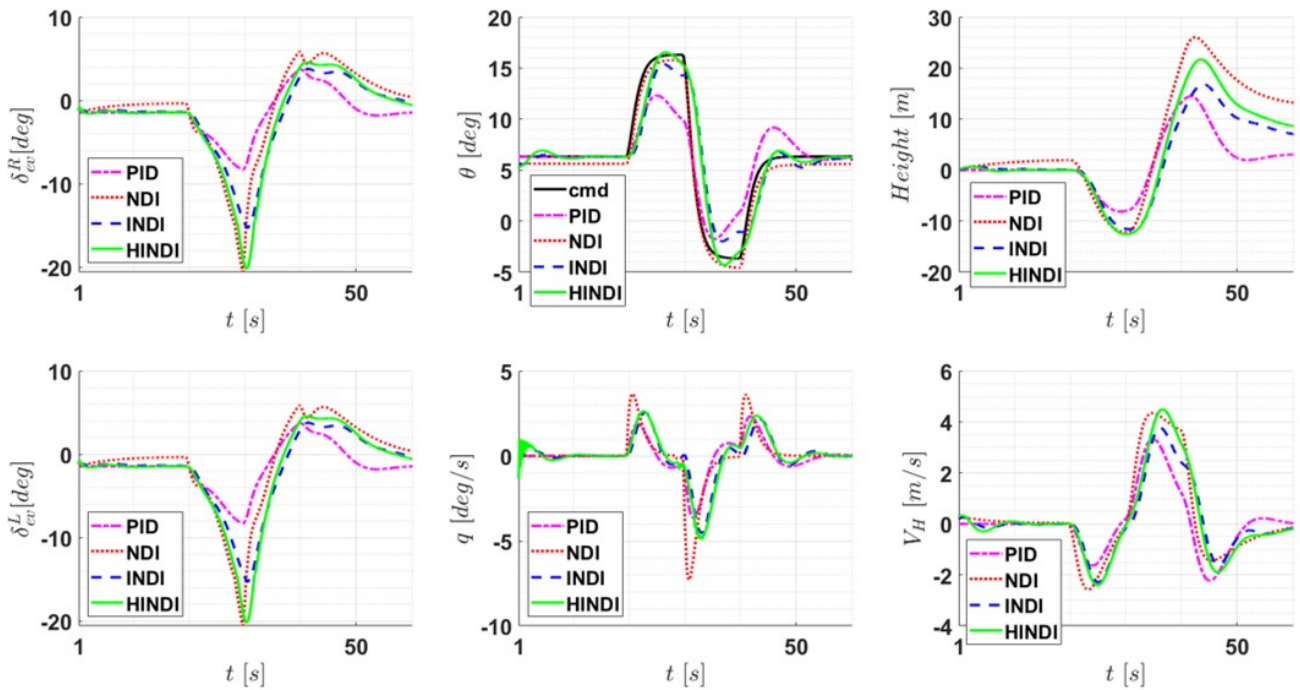 10
0
-10
-20
δ^R_ev[deg]
PID
NDI
INDI
HINDI
1
50
t [s]
15
10
5
0
-5
θ [deg]
cmd
PID
NDI
INDI
HINDI
1
50
t [s]
30
20
10
0
-10
-20
Height [m]
PID
NDI
INDI
HINDI
1
50
t [s]
10
0
-10
-20
δ^L_ev[deg]
PID
NDI
INDI
HINDI
1
50
t [s]
5
0
-5
-10
q [deg/s]
PID
NDI
INDI
HINDI
1
50
t [s]
6
4
2
0
-2
-4
V_H [m/s]
PID
NDI
INDI
HINDI
1
50
t [s]